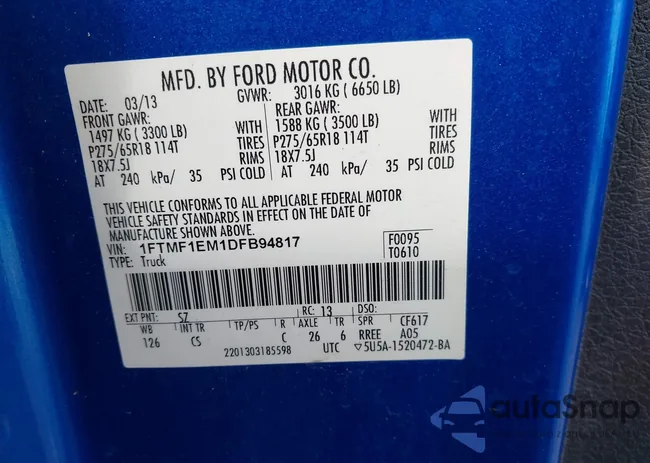 MFD. BY FORD MOTOR CO.
DATE: 03/13 GVWR: 3016 KG ( 6650 LB)
FRONT GAWR: REAR GAWR:
1497 KG ( 3300 LB) WITH 1588 KG ( 3500 LB) WITH
P275/65R18 114T TIRES P275/65R18 114T TIRES
18X7.5J RIMS 18X7.5J RIMS
AT 240 kPa/ 35 PSI COLD AT 240 kPa/ 35 PSI COLD
THIS VEHICLE CONFORMS TO ALL APPLICABLE FEDERAL MOTOR
VEHICLE SAFETY STANDARDS IN EFFECT ON THE DATE OF
MANUFACTURE SHOWN ABOVE.
VIN: 1FTMF1EM1DFB94817 F0095
TYPE: Truck T0610
EXT PNT: SZ RC: 13 DSO:
WB INT TR TP/PS R AXLE TR SPR CF617
126 CS C 26 6 RREE A05
2201303185598 UTC ▽5U5A-1520472-BA
autoSnap